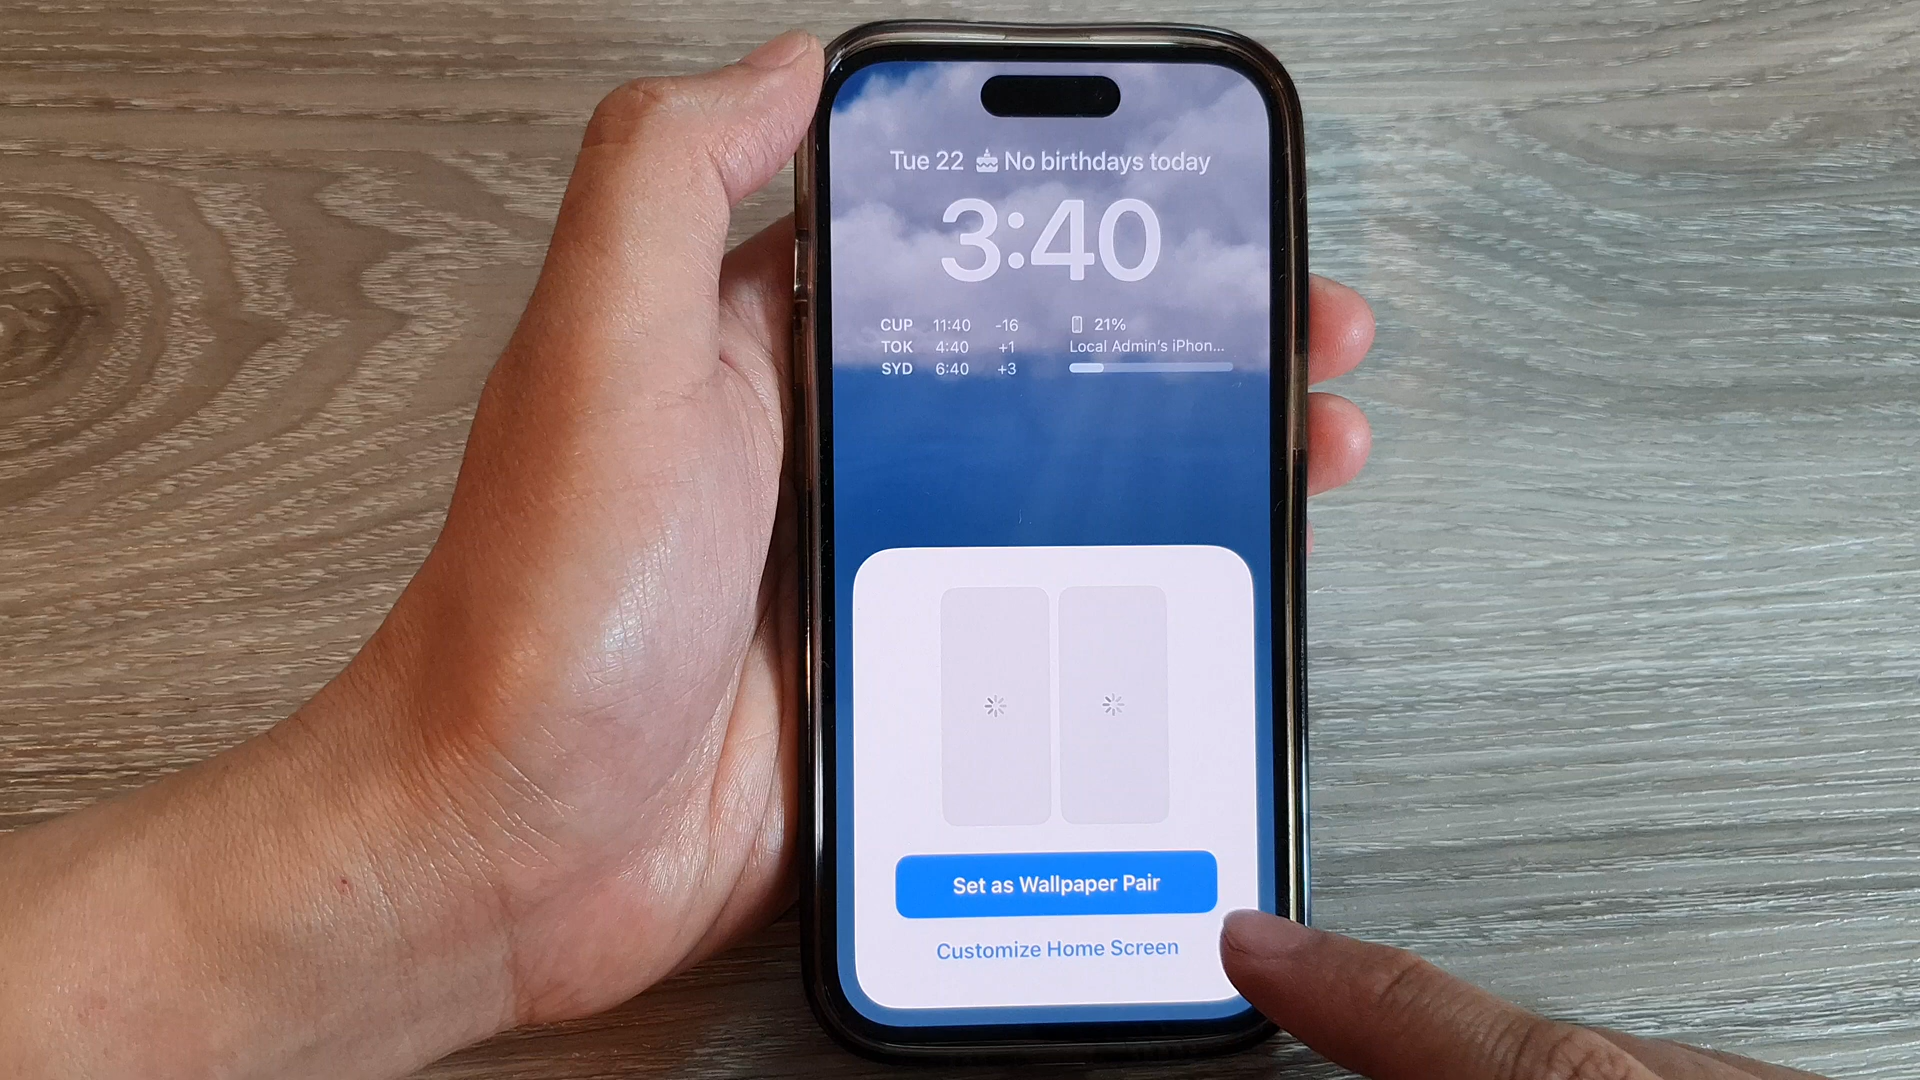 Tue 22 No birthdays today
3:40
CUP 11:40 -16
TOK 4:40 +1
SYD 6:40 +3
21%
Local Admin's iPhon...
Set as Wallpaper Pair
Customize Home Screen